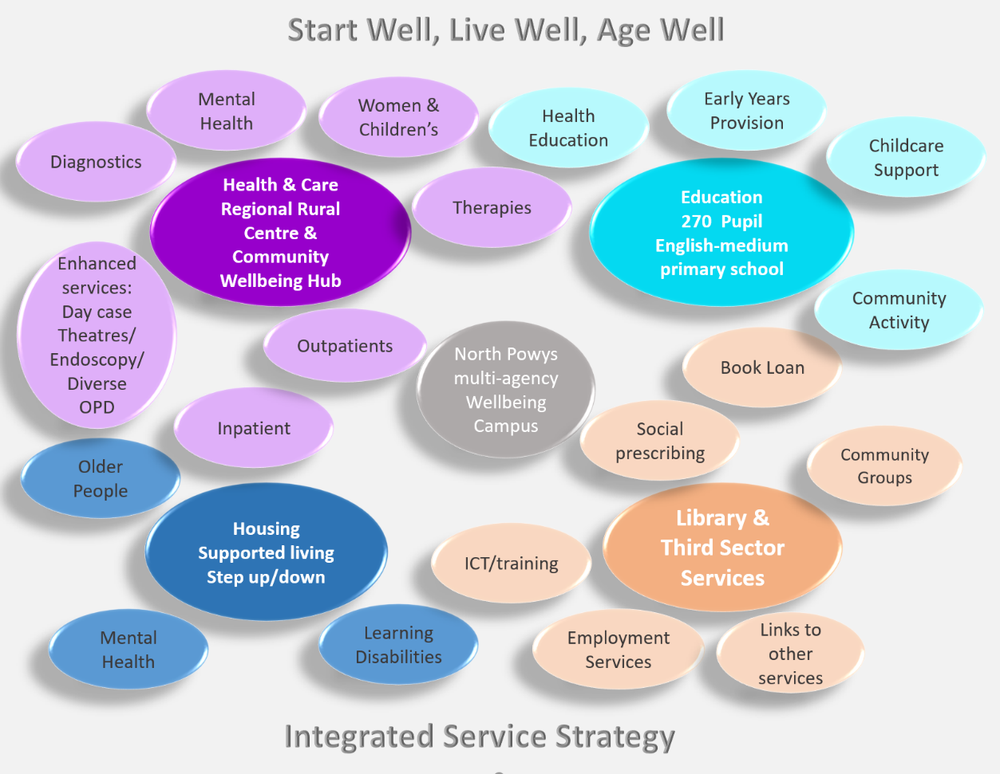 Start Well, Live Well, Age Well
Mental
Health
Women &
Children's
Health
Education
Early Years
Provision
Diagnostics
Childcare
Support
Health & Care
Regional Rural
Centre &
Community
Wellbeing Hub
Therapies
Education
270  Pupil
English-medium
primary school
Enhanced
services:
Day case
Theatres/
Endoscopy/
Diverse
OPD
Outpatients
North Powys
multi-agency
Wellbeing
Campus
Community
Activity
Book Loan
Inpatient
Social
prescribing
Community
Groups
Older
People
Housing
Supported living
Step up/down
ICT/training
Library &
Third Sector
Services
Mental
Health
Learning
Disabilities
Employment
Services
Links to
other
services
Integrated Service Strategy